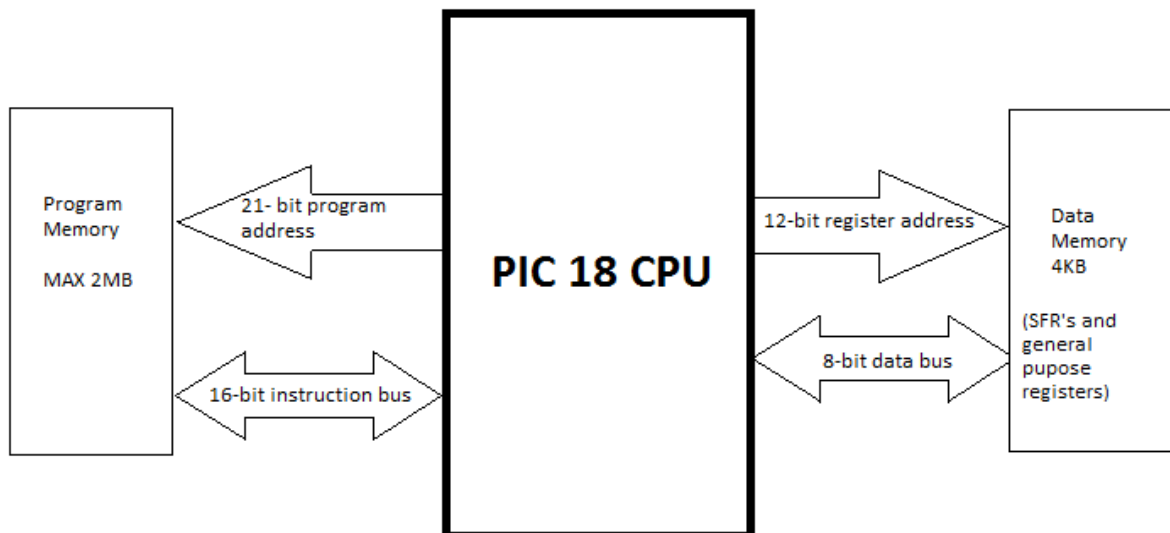 Program
Memory
MAX 2MB
21- bit program
address
16-bit instruction bus
PIC 18 CPU
12-bit register address
8-bit data bus
Data
Memory
4KB
(SFR's and
general
pupose
registers)